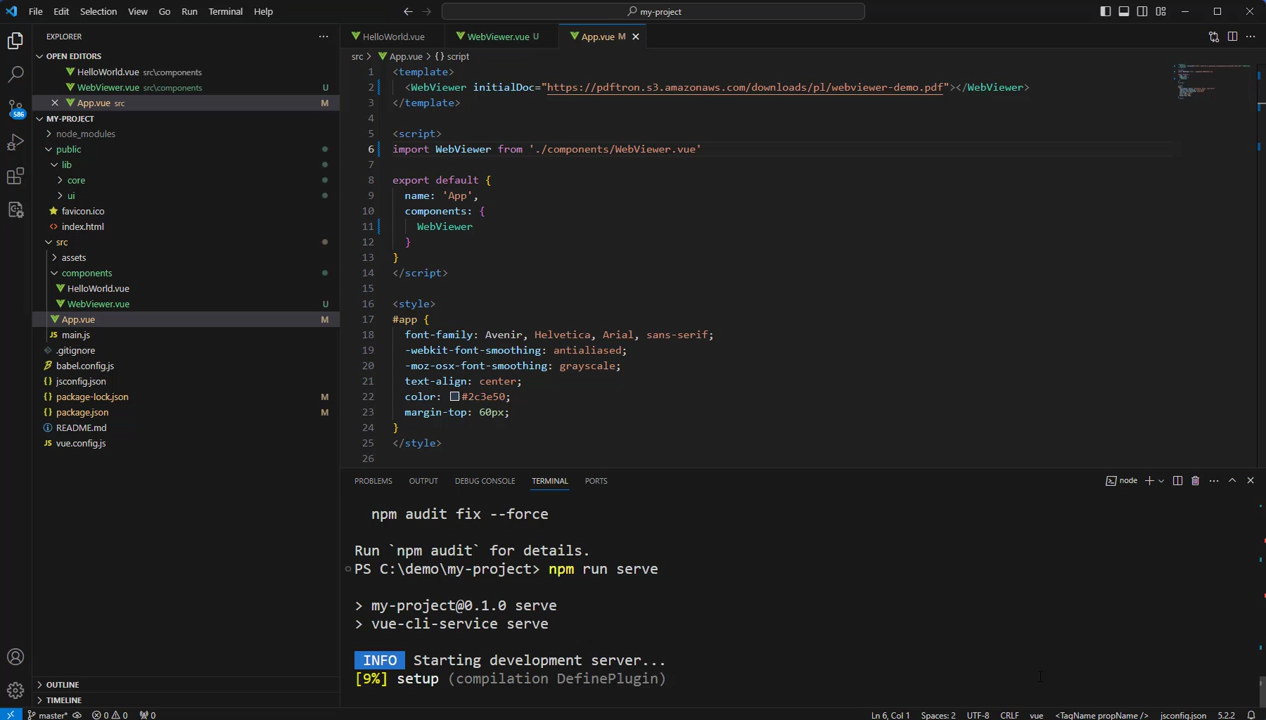 File Edit Selection View Go Run Terminal Help
my-project
EXPLORER
OPEN EDITORS
HelloWorld.vue src\components
WebViewer.vue src\components U
App.vue src M
MY-PROJECT
node_modules
public
lib
core
ui
favicon.ico
index.html
src
assets
components
HelloWorld.vue
WebViewer.vue U
App.vue M
main.js
.gitignore
babel.config.js
jsconfig.json
package-lock.json M
package.json M
README.md
vue.config.js
OUTLINE
TIMELINE
586
HelloWorld.vue WebViewer.vue U App.vue M
src > App.vue > {} script
1 <template>
2 <WebViewer initialDoc="https://pdftron.s3.amazonaws.com/downloads/pl/webviewer-demo.pdf"></WebViewer>
3 </template>
4
5 <script>
6 import WebViewer from './components/WebViewer.vue'
7
8 export default {
9 name: 'App',
10 components: {
11 WebViewer
12 }
13 }
14 </script>
15
16 <style>
17 #app {
18 font-family: Avenir, Helvetica, Arial, sans-serif;
19 -webkit-font-smoothing: antialiased;
20 -moz-osx-font-smoothing: grayscale;
21 text-align: center;
22 color: #2c3e50;
23 margin-top: 60px;
24 }
25 </style>
26
PROBLEMS OUTPUT DEBUG CONSOLE TERMINAL PORTS
node
npm audit fix --force
Run `npm audit` for details.
PS C:\demo\my-project> npm run serve
> my-project@0.1.0 serve
> vue-cli-service serve
INFO Starting development server...
[9%] setup (compilation DefinePlugin)
master* 0 0 0 Ln 6, Col 1 Spaces: 2 UTF-8 CRLF vue <TagName propName /> jsconfig.json 5.2.2